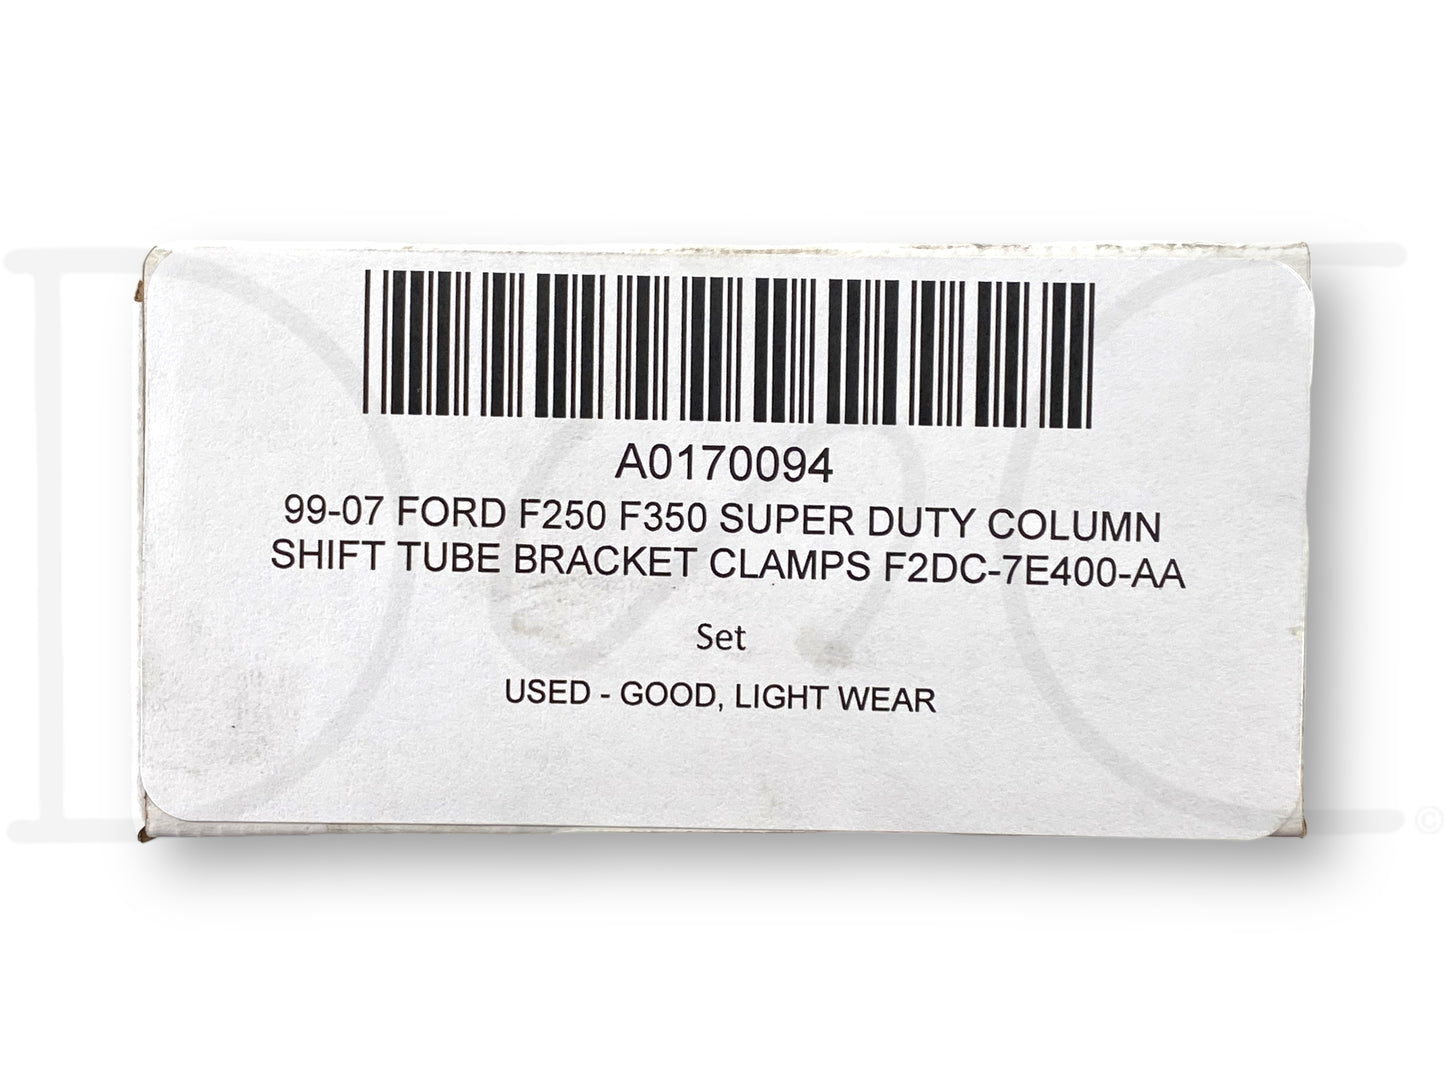 A0170094
99-07 FORD F250 F350 SUPER DUTY COLUMN
SHIFT TUBE BRACKET CLAMPS F2DC-7E400-AA
Set
USED - GOOD, LIGHT WEAR
©